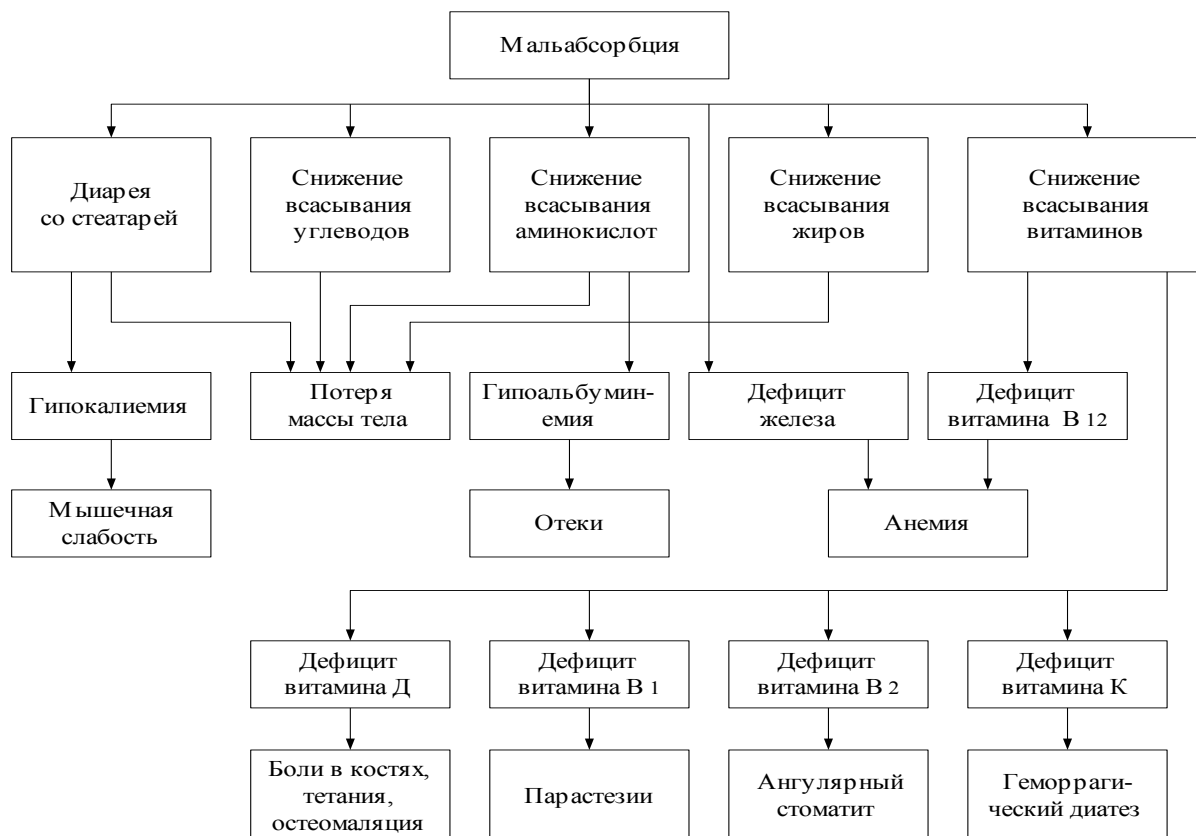 Мальабсорбция
Диарея
со стеатарей
Снижение
всасывания
углеводов
Снижение
всасывания
аминокислот
Снижение
всасывания
жиров
Снижение
всасывания
витаминов
Гипокалиемия
Потеря
массы тела
Гипоальбумин-
емия
Дефицит
железа
Дефицит
витамина В 12
Мышечная
слабость
Отеки
Анемия
Дефицит
витамина Д
Дефицит
витамина В 1
Дефицит
витамина В 2
Дефицит
витамина К
Боли в костях,
тетания,
остеомаляция
Парастезии
Ангулярный
стоматит
Геморраги-
ческий диатез